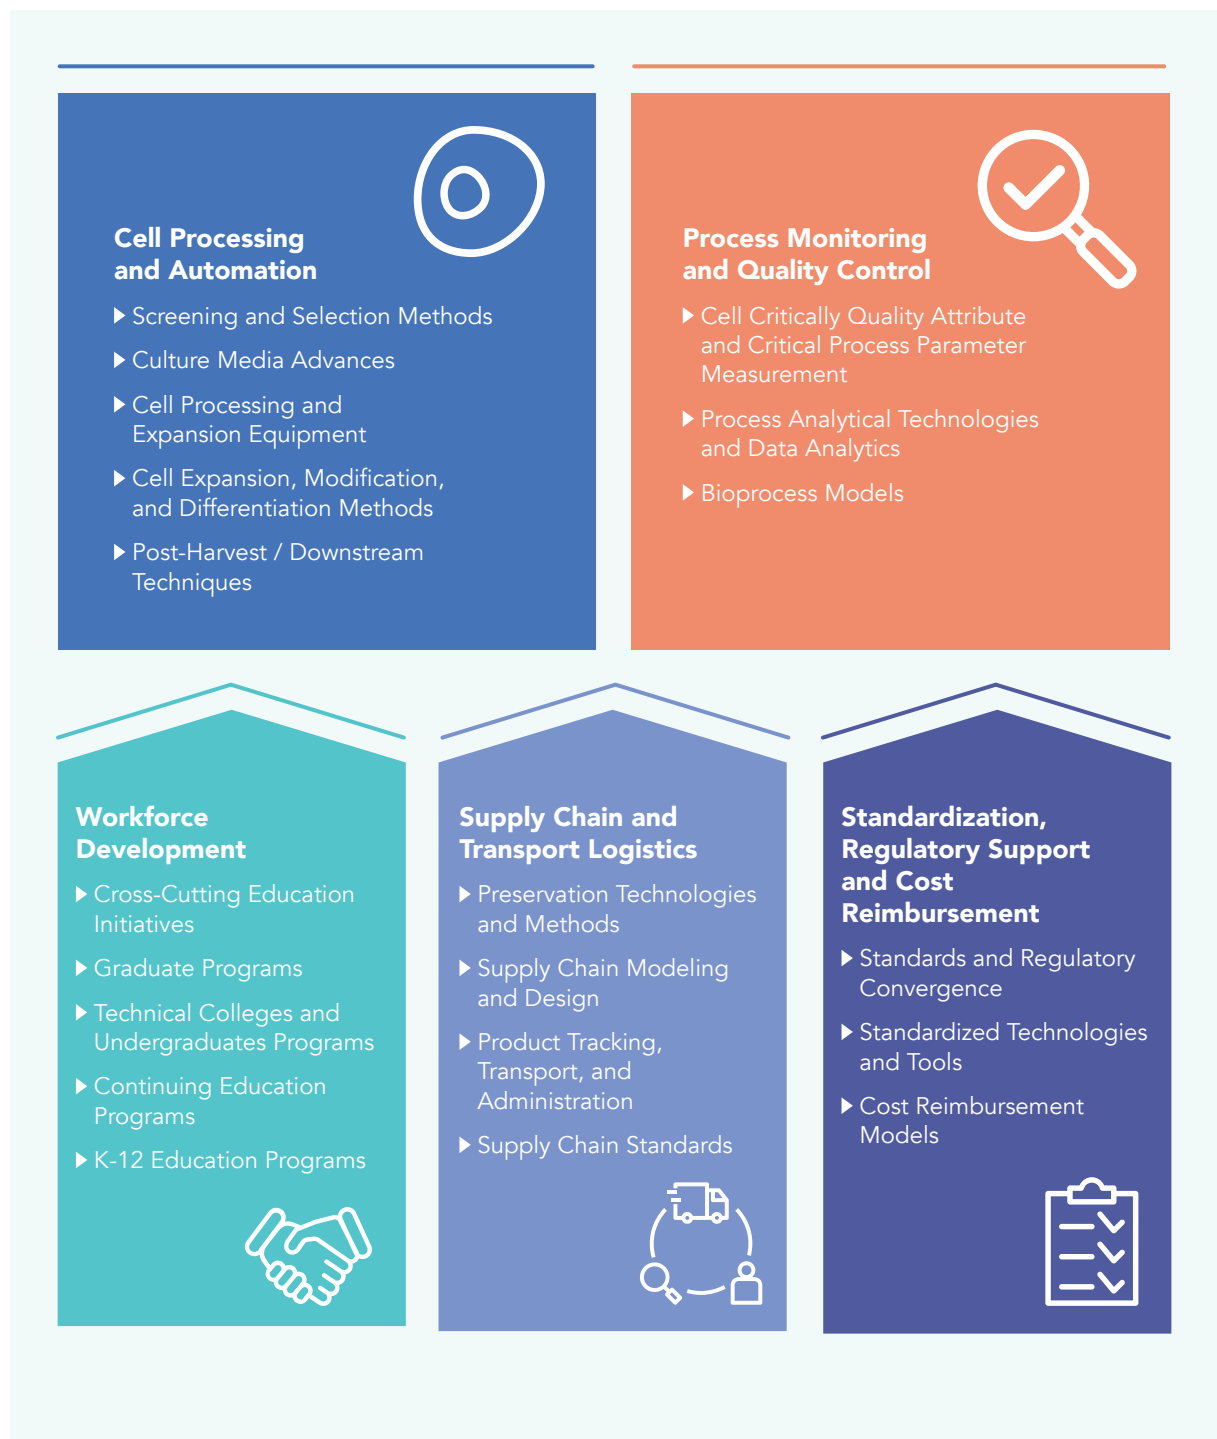 Cell Processing
and Automation
Screening and Selection Methods
Culture Media Advances
Cell Processing and
Expansion Equipment
Cell Expansion, Modification,
and Differentiation Methods
Post-Harvest / Downstream
Techniques
Process Monitoring
and Quality Control
Cell Critically Quality Attribute
and Critical Process Parameter
Measurement
Process Analytical Technologies
and Data Analytics
Bioprocess Models
Workforce
Development
Cross-Cutting Education
Initiatives
Graduate Programs
Technical Colleges and
Undergraduates Programs
Continuing Education
Programs
K-12 Education Programs
Supply Chain and
Transport Logistics
Preservation Technologies
and Methods
Supply Chain Modeling
and Design
Product Tracking,
Transport, and
Administration
Supply Chain Standards
Standardization,
Regulatory Support
and Cost
Reimbursement
Standards and Regulatory
Convergence
Standardized Technologies
and Tools
Cost Reimbursement
Models